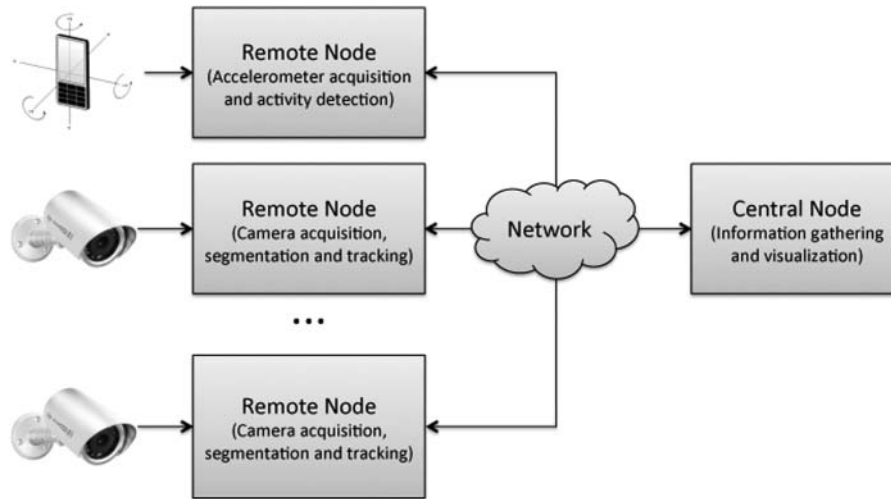 Remote Node
(Accelerometer acquisition
and activity detection)
Remote Node
(Camera acquisition,
segmentation and tracking)
...
Remote Node
(Camera acquisition,
segmentation and tracking)
Network
Central Node
(Information gathering
and visualization)